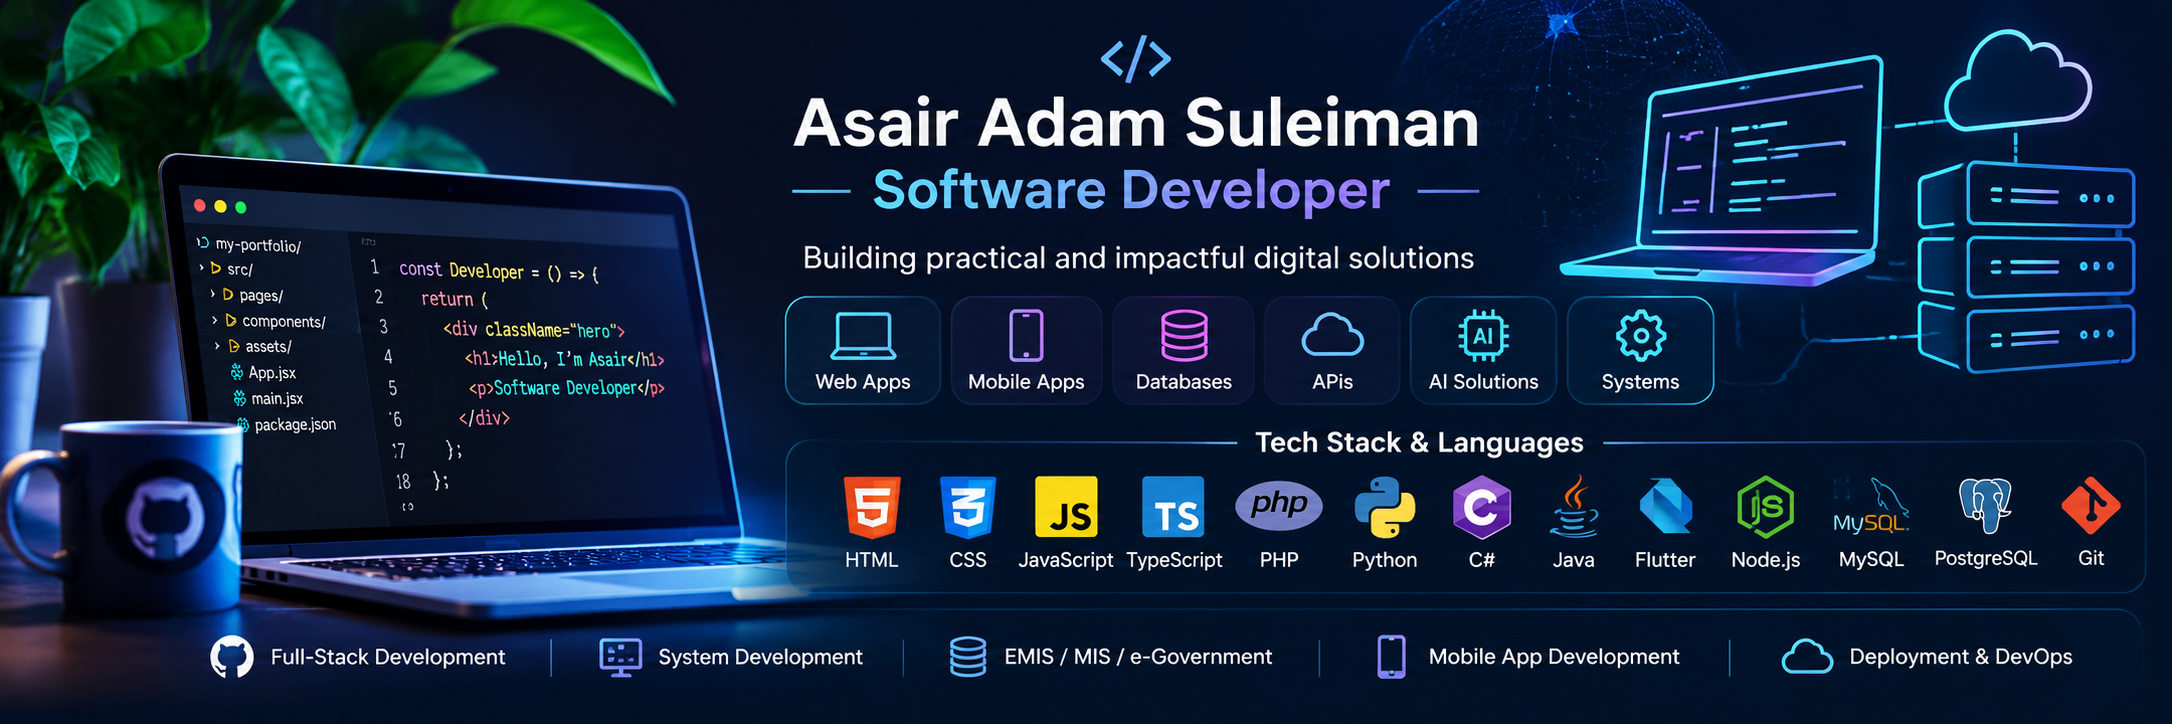 </>
Asair Adam Suleiman
Software Developer
Building practical and impactful digital solutions
Web Apps
Mobile Apps
Databases
APis
AI
AI Solutions
Systems
Tech Stack & Languages
5
3
JS
TS
php
C
JS
MySQL
HTML
CSS
JavaScript
TypeScript
PHP
Python
C#
Java
Flutter
Node.js
MySQL
PostgreSQL
Git
my-portfolio/
src/
pages/
components/
assets/
App.jsx
main.jsx
package.json
1 const Developer = () => {
2 return (
3 <div className="hero">
4 <h1>Hello, I'm Asair</h1>
5 <p>Software Developer</p>
6 </div>
17 };
18 };
Full-Stack Development
System Development
EMIS / MIS / e-Government
Mobile App Development
Deployment & DevOps